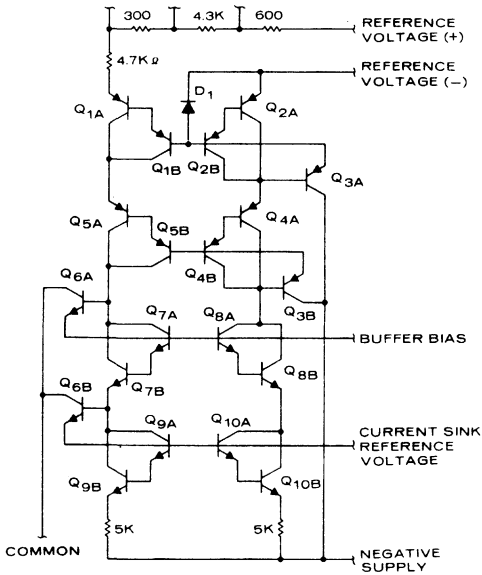 300 4.3K 600
REFERENCE
VOLTAGE (+)
4.7K Ω
REFERENCE
VOLTAGE (−)
D1
Q1A Q2A
Q1B Q2B Q3A
Q5A Q5B Q4A
Q4B
Q6A Q7A Q8A Q3B
BUFFER BIAS
Q7B Q8B
Q6B
Q9A Q10A
CURRENT SINK
REFERENCE
VOLTAGE
Q9B Q10B
5K 5K
COMMON
NEGATIVE
SUPPLY